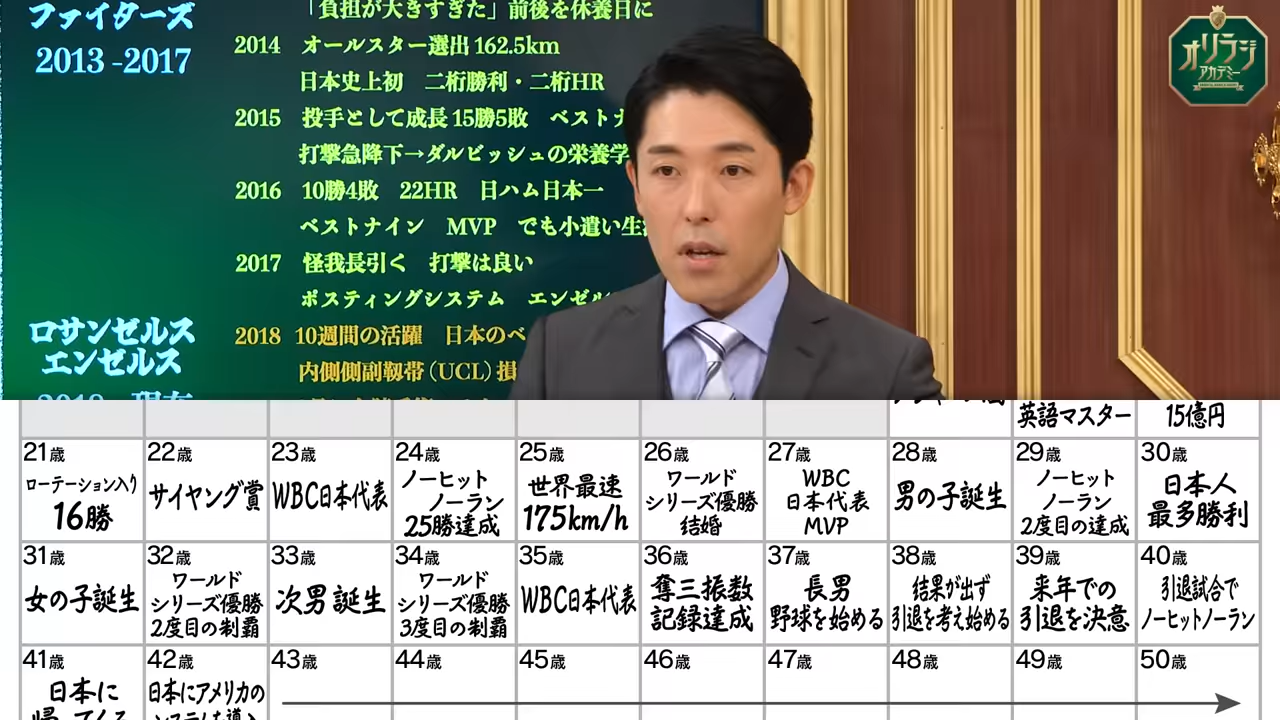 ファイターズ
2013 -2017
「負担が大きすぎた」前後を休養日に
2014 オールスター選出 162.5km
日本史上初 二桁勝利・二桁HR
2015 投手として成長 15勝5敗 ベスト
打撃急降下→ダルビッシュの栄養学
2016 10勝4敗 22HR 日ハム日本一
ベストナイン MVP でも小遣い生
2017 怪我長引く 打撃は良い
ポスティングシステム エンゼル
ロサンゼルス
エンゼルス
2018 10週間の活躍 日本のベ
内側側副靱帯（UCL）損
オリラジ
アカデミー
英語マスター
15億円
21歳
ローテーション入り
16勝
22歳
サイヤング賞
23歳
WBC日本代表
24歳
ノーヒット
ノーラン
25勝達成
25歳
世界最速
175km/h
26歳
ワールド
シリーズ優勝
結婚
27歳
WBC
日本代表
MVP
28歳
男の子誕生
29歳
ノーヒット
ノーラン
2度目の達成
30歳
日本人
最多勝利
31歳
女の子誕生
32歳
ワールド
シリーズ優勝
2度目の制覇
33歳
次男誕生
34歳
ワールド
シリーズ優勝
3度目の制覇
35歳
WBC日本代表
36歳
奪三振数
記録達成
37歳
長男
野球を始める
38歳
結果が出ず
引退を考え始める
39歳
来年での
引退を決意
40歳
引退試合で
ノーヒットノーラン
41歳
日本に
42歳
日本にアメリカの
43歳
44歳
45歳
46歳
47歳
48歳
49歳
50歳